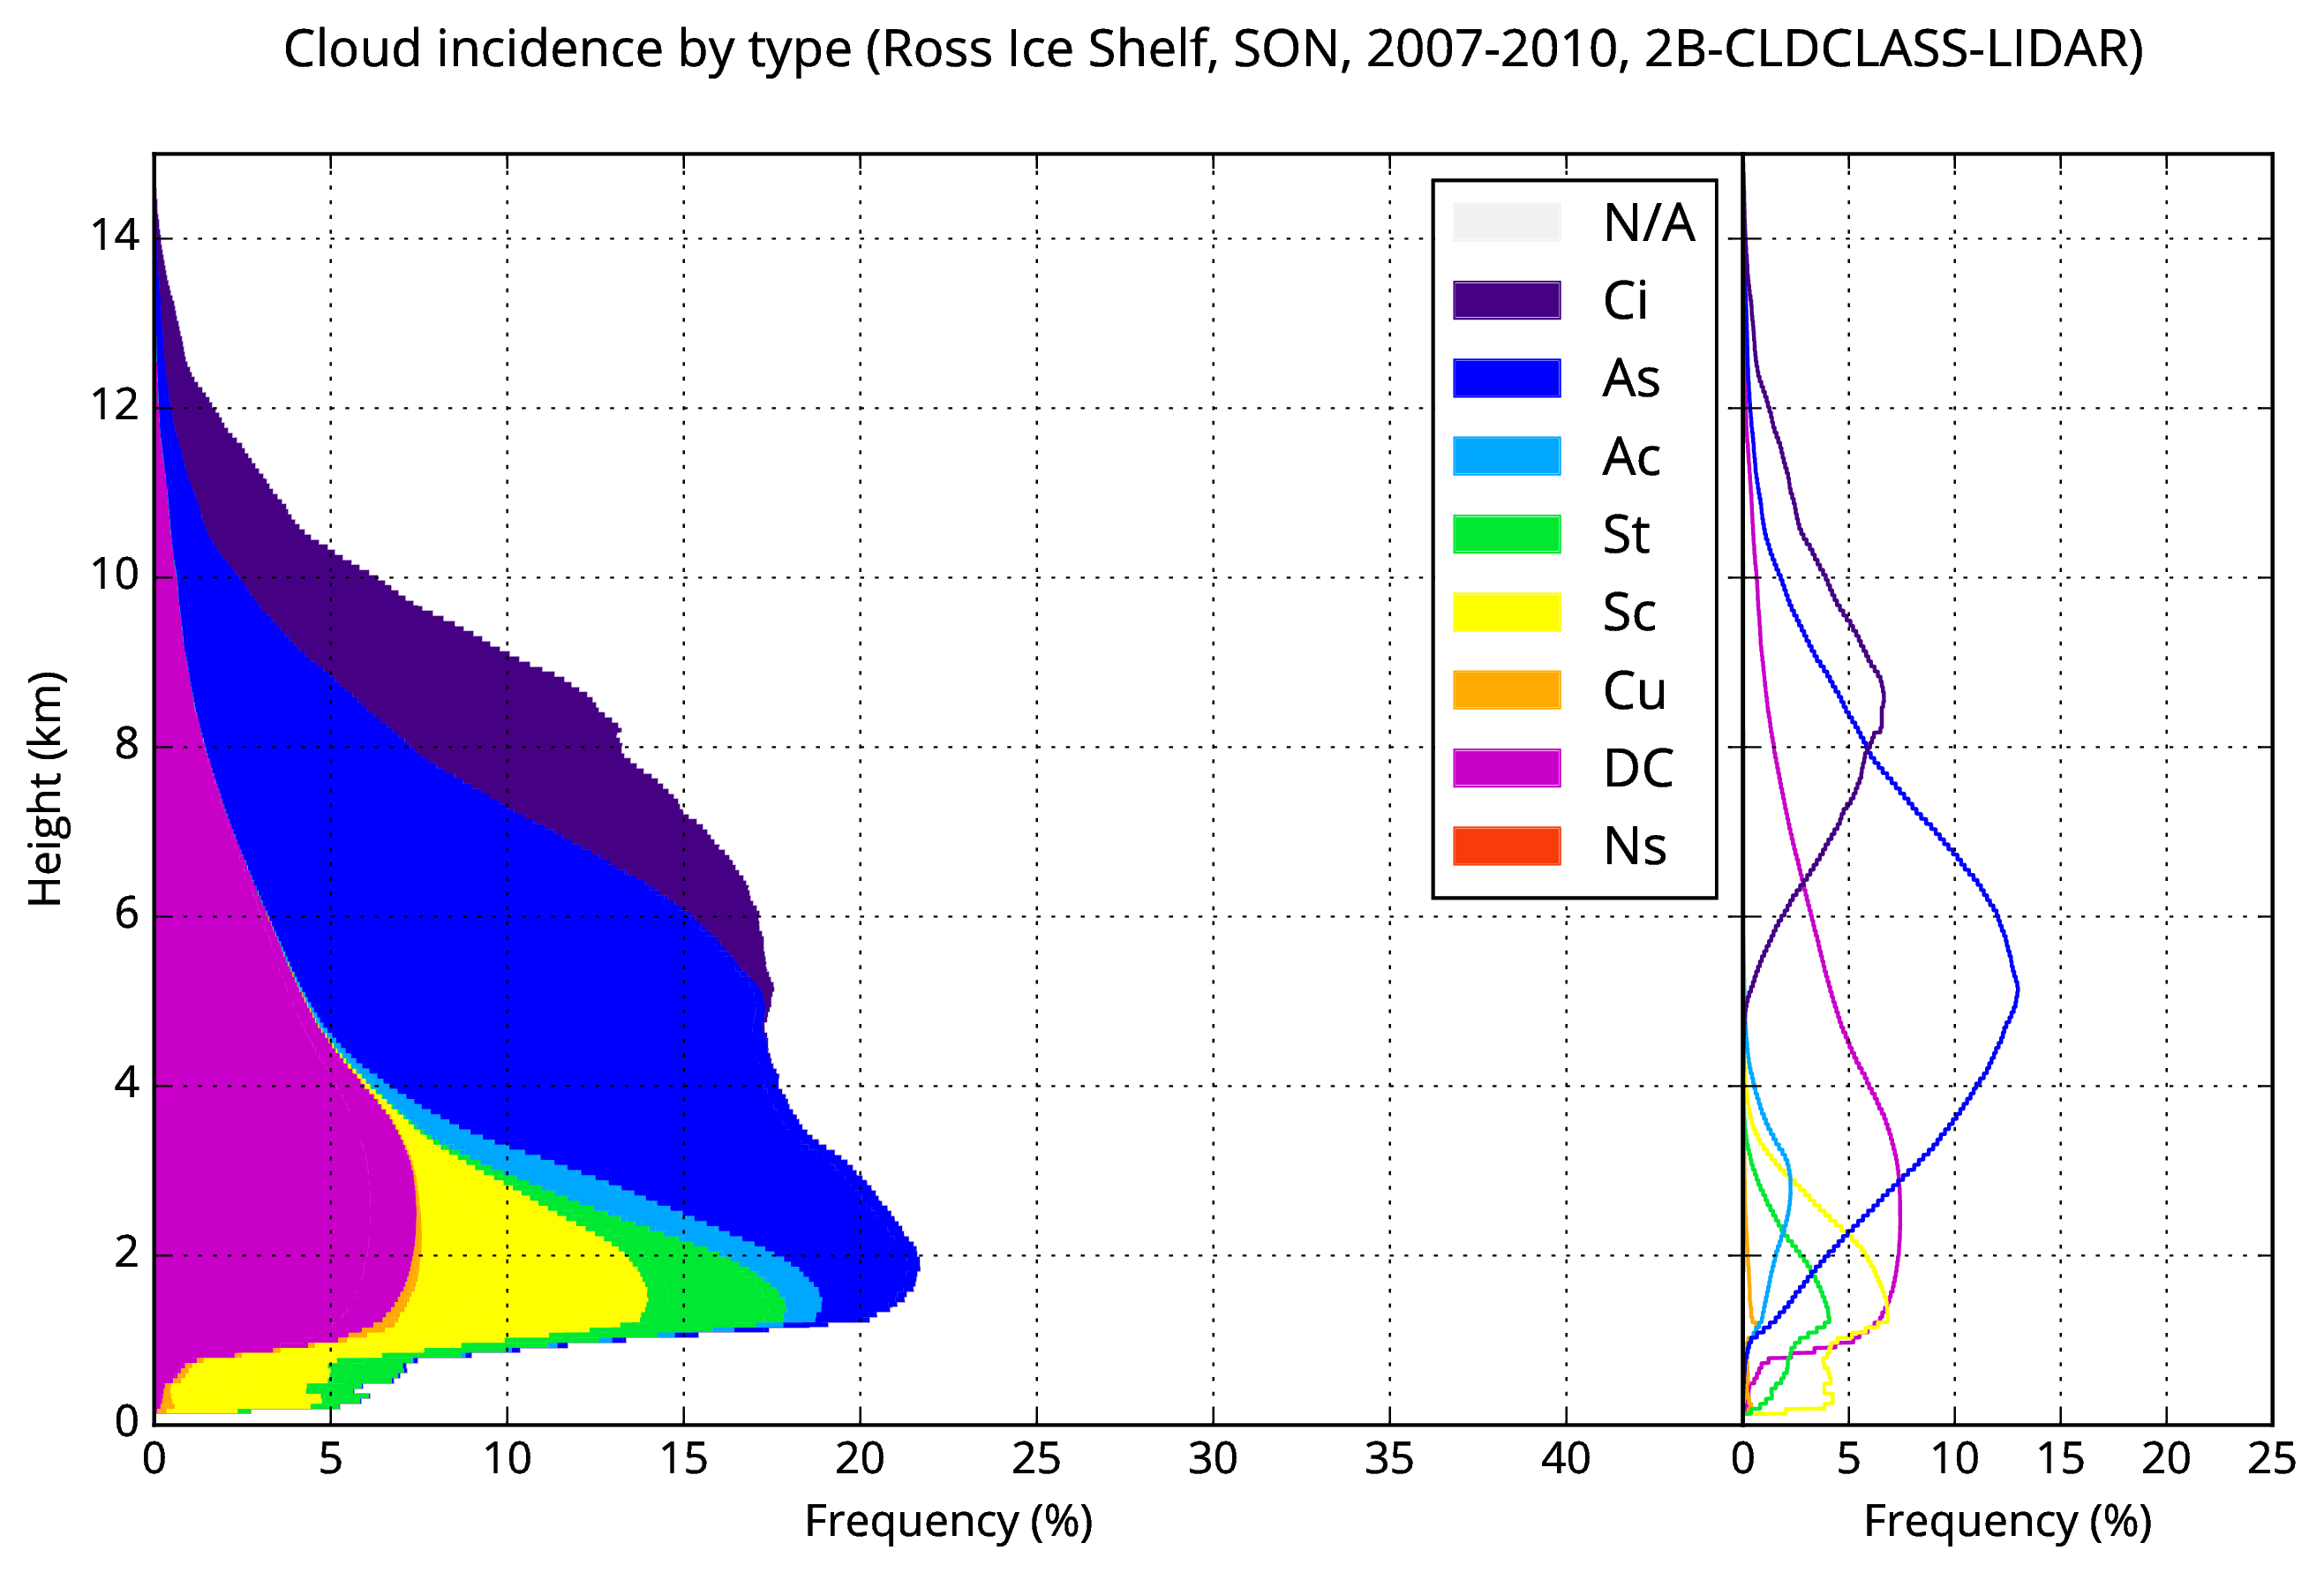 Cloud incidence by type (Ross Ice Shelf, SON, 2007-2010, 2B-CLDCLASS-LIDAR)
Height (km)
14
12
10
8
6
4
2
0
N/A
Ci
As
Ac
St
Sc
Cu
DC
Ns
0 5 10 15 20 25 30 35 40
0 5 10 15 20 25
Frequency (%)
Frequency (%)